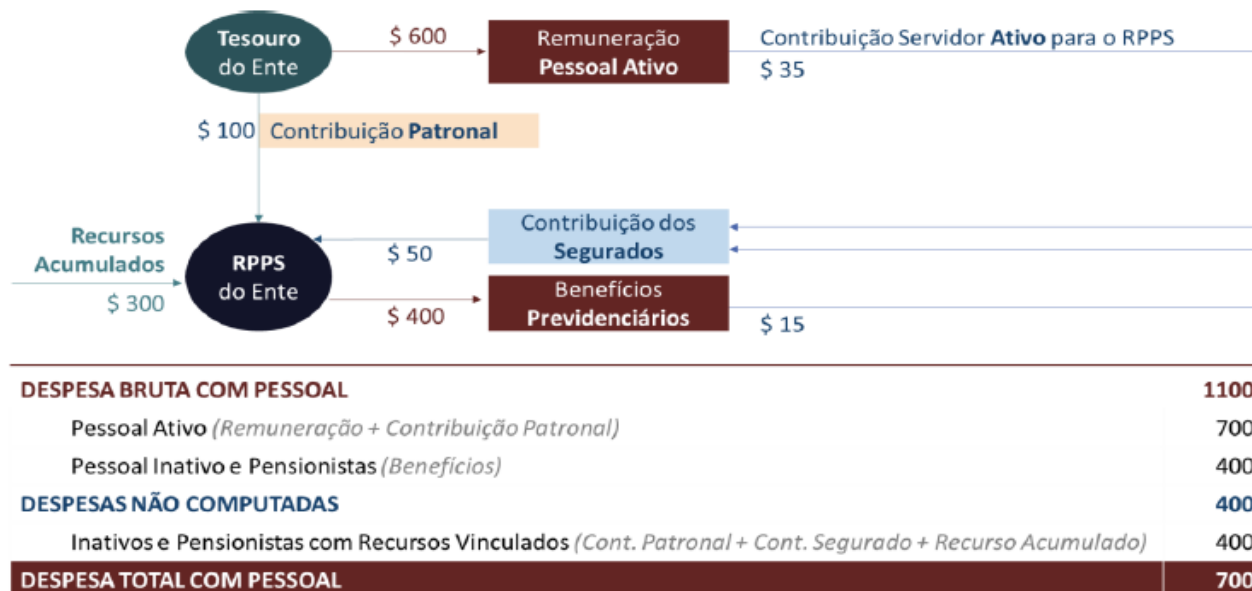 Tesouro
do Ente
$ 600
Remuneração
Pessoal Ativo
Contribuição Servidor Ativo para o RPPS
$ 35
$ 100
Contribuição Patronal
Recursos
Acumulados
$ 300
RPPS
do Ente
$ 50
Contribuição dos
Segurados
$ 400
Benefícios
Previdenciários
$ 15
DESPESA BRUTA COM PESSOAL 1100
Pessoal Ativo (Remuneração + Contribuição Patronal) 700
Pessoal Inativo e Pensionistas (Benefícios) 400
DESPESAS NÃO COMPUTADAS 400
Inativos e Pensionistas com Recursos Vinculados (Cont. Patronal + Cont. Segurado + Recurso Acumulado) 400
DESPESA TOTAL COM PESSOAL 700